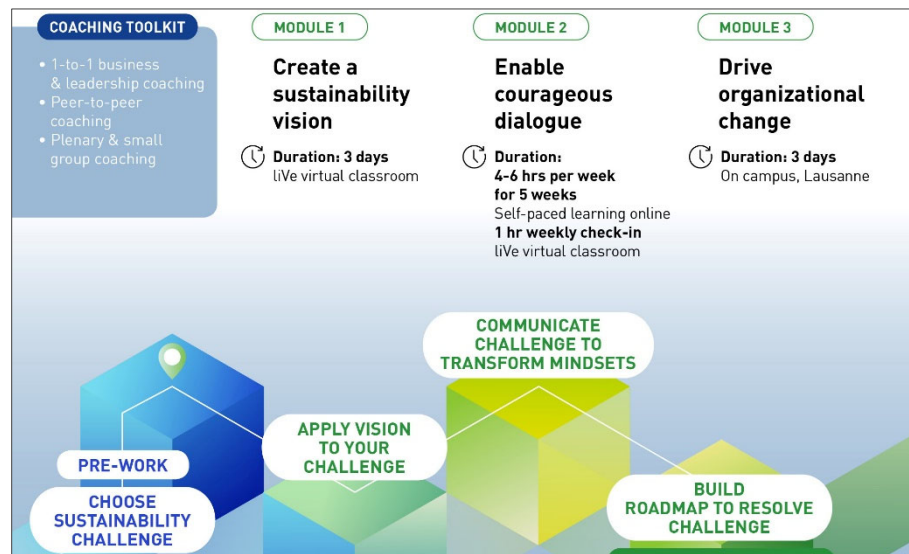 COACHING TOOLKIT
• 1-to-1 business
& leadership coaching
• Peer-to-peer
coaching
• Plenary & small
group coaching
MODULE 1
Create a
sustainability
vision
Duration: 3 days
liVe virtual classroom
MODULE 2
Enable
courageous
dialogue
Duration:
4-6 hrs per week
for 5 weeks
Self-paced learning online
1 hr weekly check-in
liVe virtual classroom
MODULE 3
Drive
organizational
change
Duration: 3 days
On campus, Lausanne
PRE-WORK
CHOOSE
SUSTAINABILITY
CHALLENGE
APPLY VISION
TO YOUR
CHALLENGE
COMMUNICATE
CHALLENGE TO
TRANSFORM MINDSETS
BUILD
ROADMAP TO RESOLVE
CHALLENGE